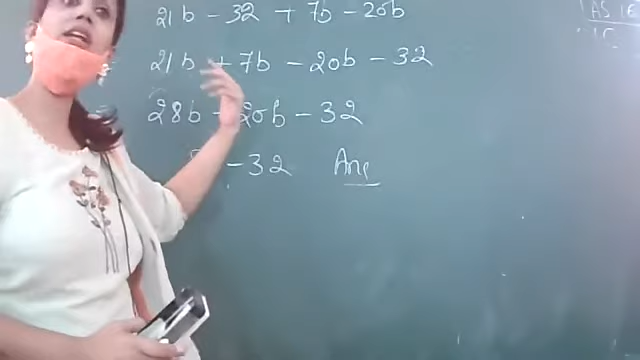 21b - 32 + 7b - 20b
= 21b + 7b - 20b - 32
= 28b - 20b - 32
- 32 Ans